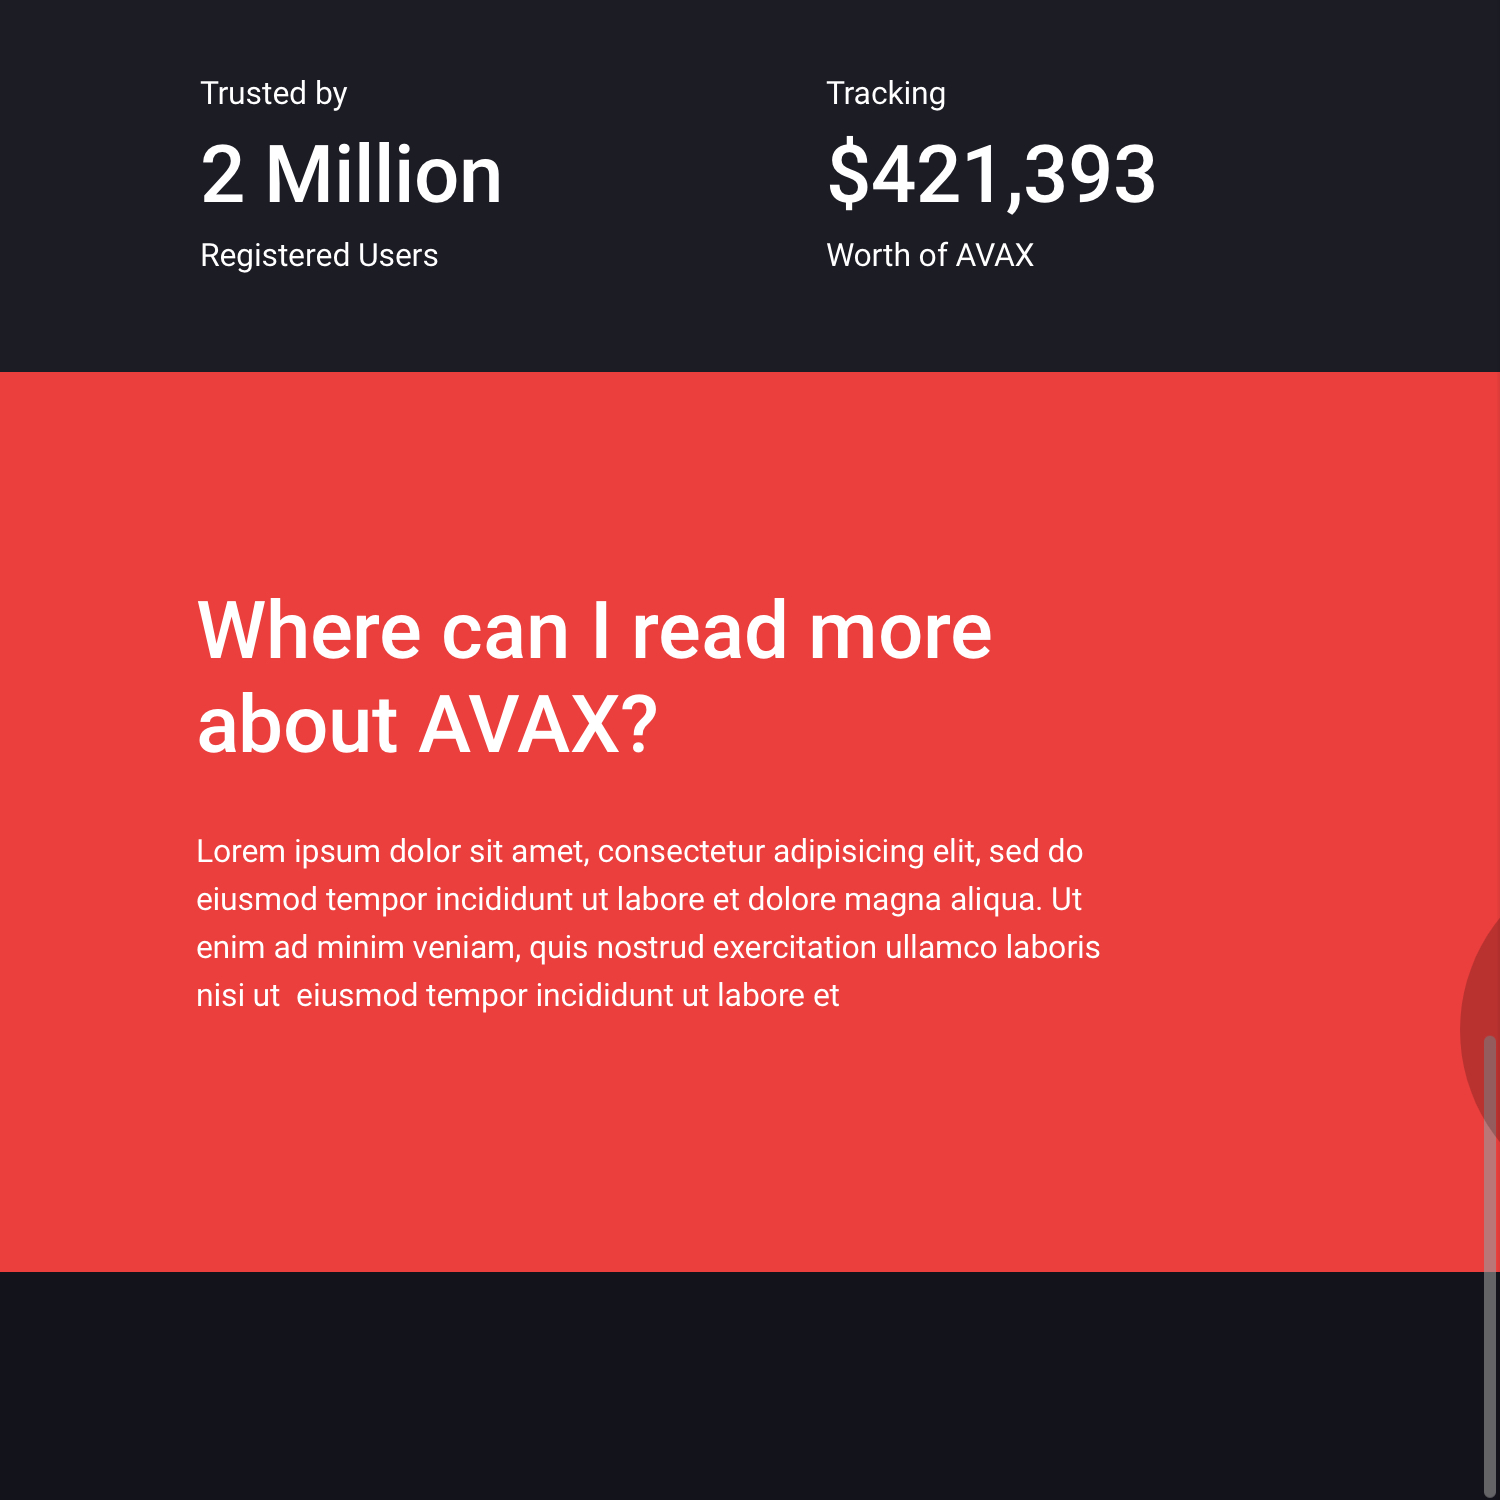 Trusted by
2 Million
Registered Users
Tracking
$421,393
Worth of AVAX
Where can I read more
about AVAX?
Lorem ipsum dolor sit amet, consectetur adipisicing elit, sed do
eiusmod tempor incididunt ut labore et dolore magna aliqua. Ut
enim ad minim veniam, quis nostrud exercitation ullamco laboris
nisi ut  eiusmod tempor incididunt ut labore et